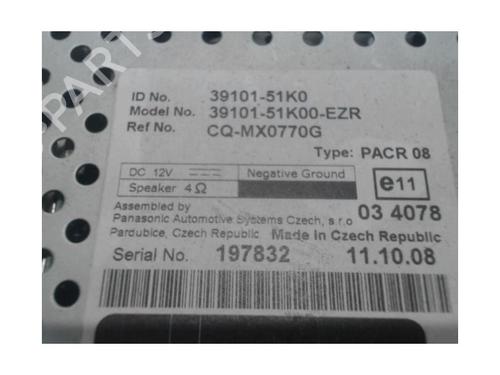 ID No. 39101-51K0
Model No. 39101-51K00-EZR
Ref No. CQ-MX0770G
Type: PACR 08
DC 12V Negative Ground
Speaker 4Ω
e11
Assembled by
Panasonic Automotive Systems Czech, s.r.o 03 4078
Pardubice, Czech Republic Made in Czech Republic
Serial No. 197832 11.10.08